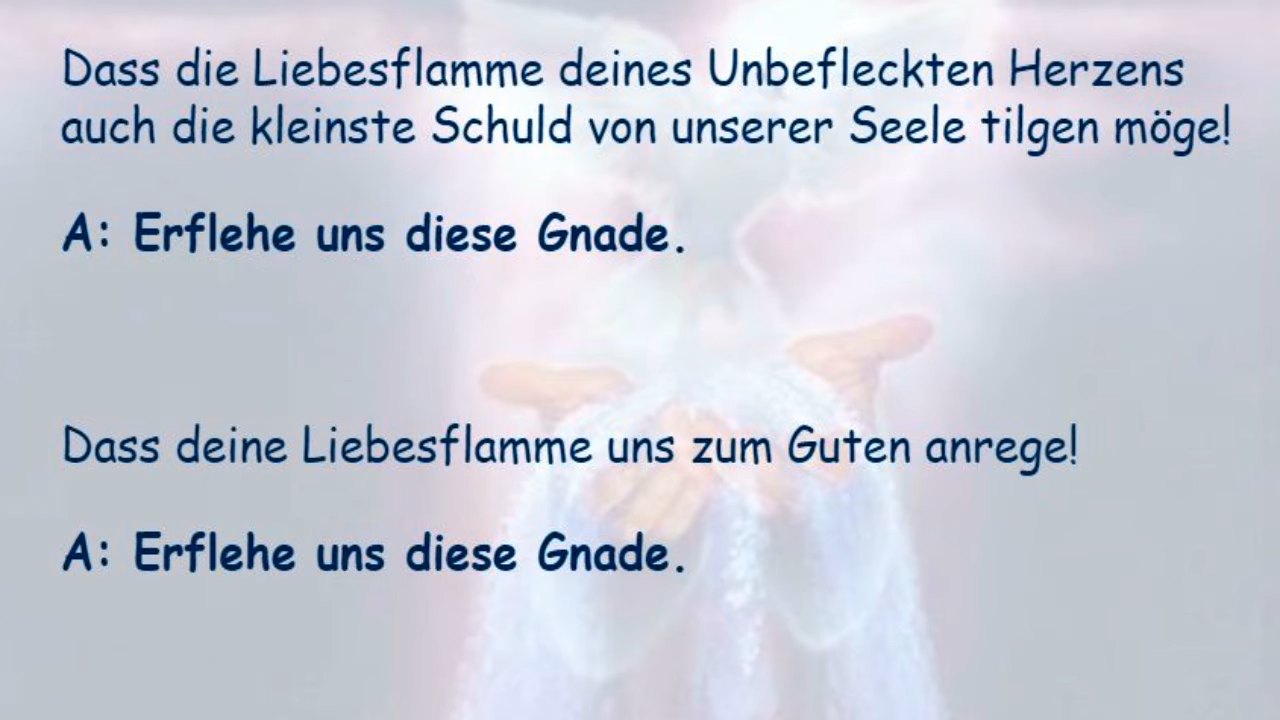 Dass die Liebesflamme deines Unbefleckten Herzens
auch die kleinste Schuld von unserer Seele tilgen möge!
A: Erflehe uns diese Gnade.
Dass deine Liebesflamme uns zum Guten anrege!
A: Erflehe uns diese Gnade.